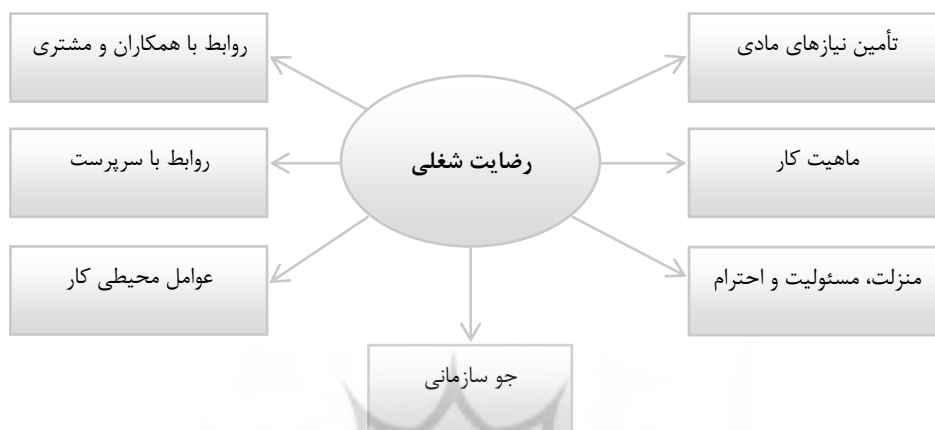 تأمین نیازهای مادی
روابط با همکاران و مشتری
رضایت شغلی
ماهیت کار
روابط با سرپرست
منزلت، مسئولیت و احترام
عوامل محیطی کار
جو سازمانی